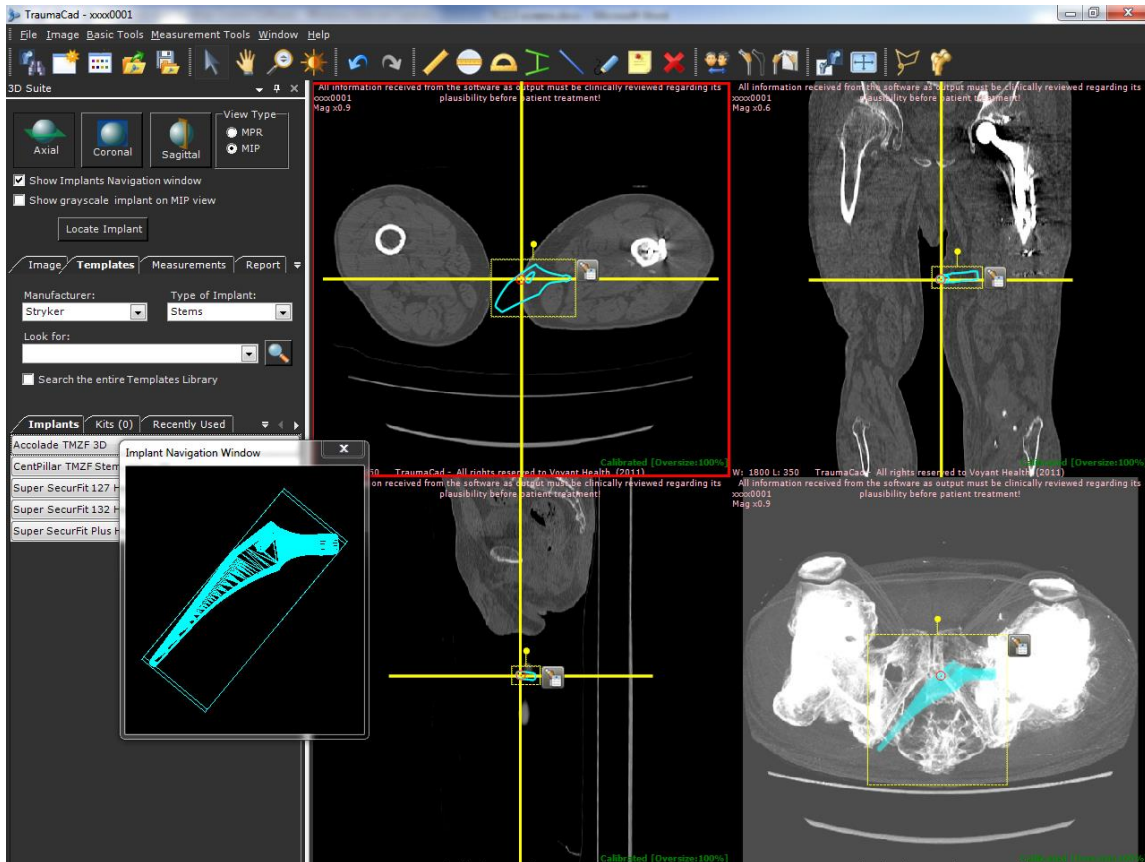 TraumaCad - xxxx0001
File Image Basic Tools Measurement Tools Window Help
3D Suite
Axial
Coronal
Sagittal
View Type
MPR
MIP
Show Implants Navigation window
Show grayscale implant on MIP view
Locate Implant
Image Templates Measurements Report
Manufacturer: Type of Implant:
Stryker Stems
Look for:
Search the entire Templates Library
Implants Kits (0) Recently Used
Accolade TMZF 3D
CentPillar TMZF Stem
Super SecurFit 127 H
Super SecurFit 132 H
Super SecurFit Plus H
Implant Navigation Window
X
All information received from the software as output must be clinically reviewed regarding its
plausibility before patient treatment!
xxxx0001
Mag x0.9
Calibrated [Oversize:100%]
TraumaCad - All rights reserved to Voyant Health (2011)
All information received from the software as output must be clinically reviewed regarding its
plausibility before patient treatment!
xxxx0001
Mag x0.6
Calibrated [Oversize:100%]
W: 1800 L: 350 TraumaCad - All rights reserved to Voyant Health (2011)
received from the software as output must be clinically reviewed regarding its
plausibility before patient treatment!
Calibrated [Oversize:100%]
All information received from the software as output must be clinically reviewed regarding its
plausibility before patient treatment!
xxxx0001
Mag x0.9
Calibrated [Oversize:100%]